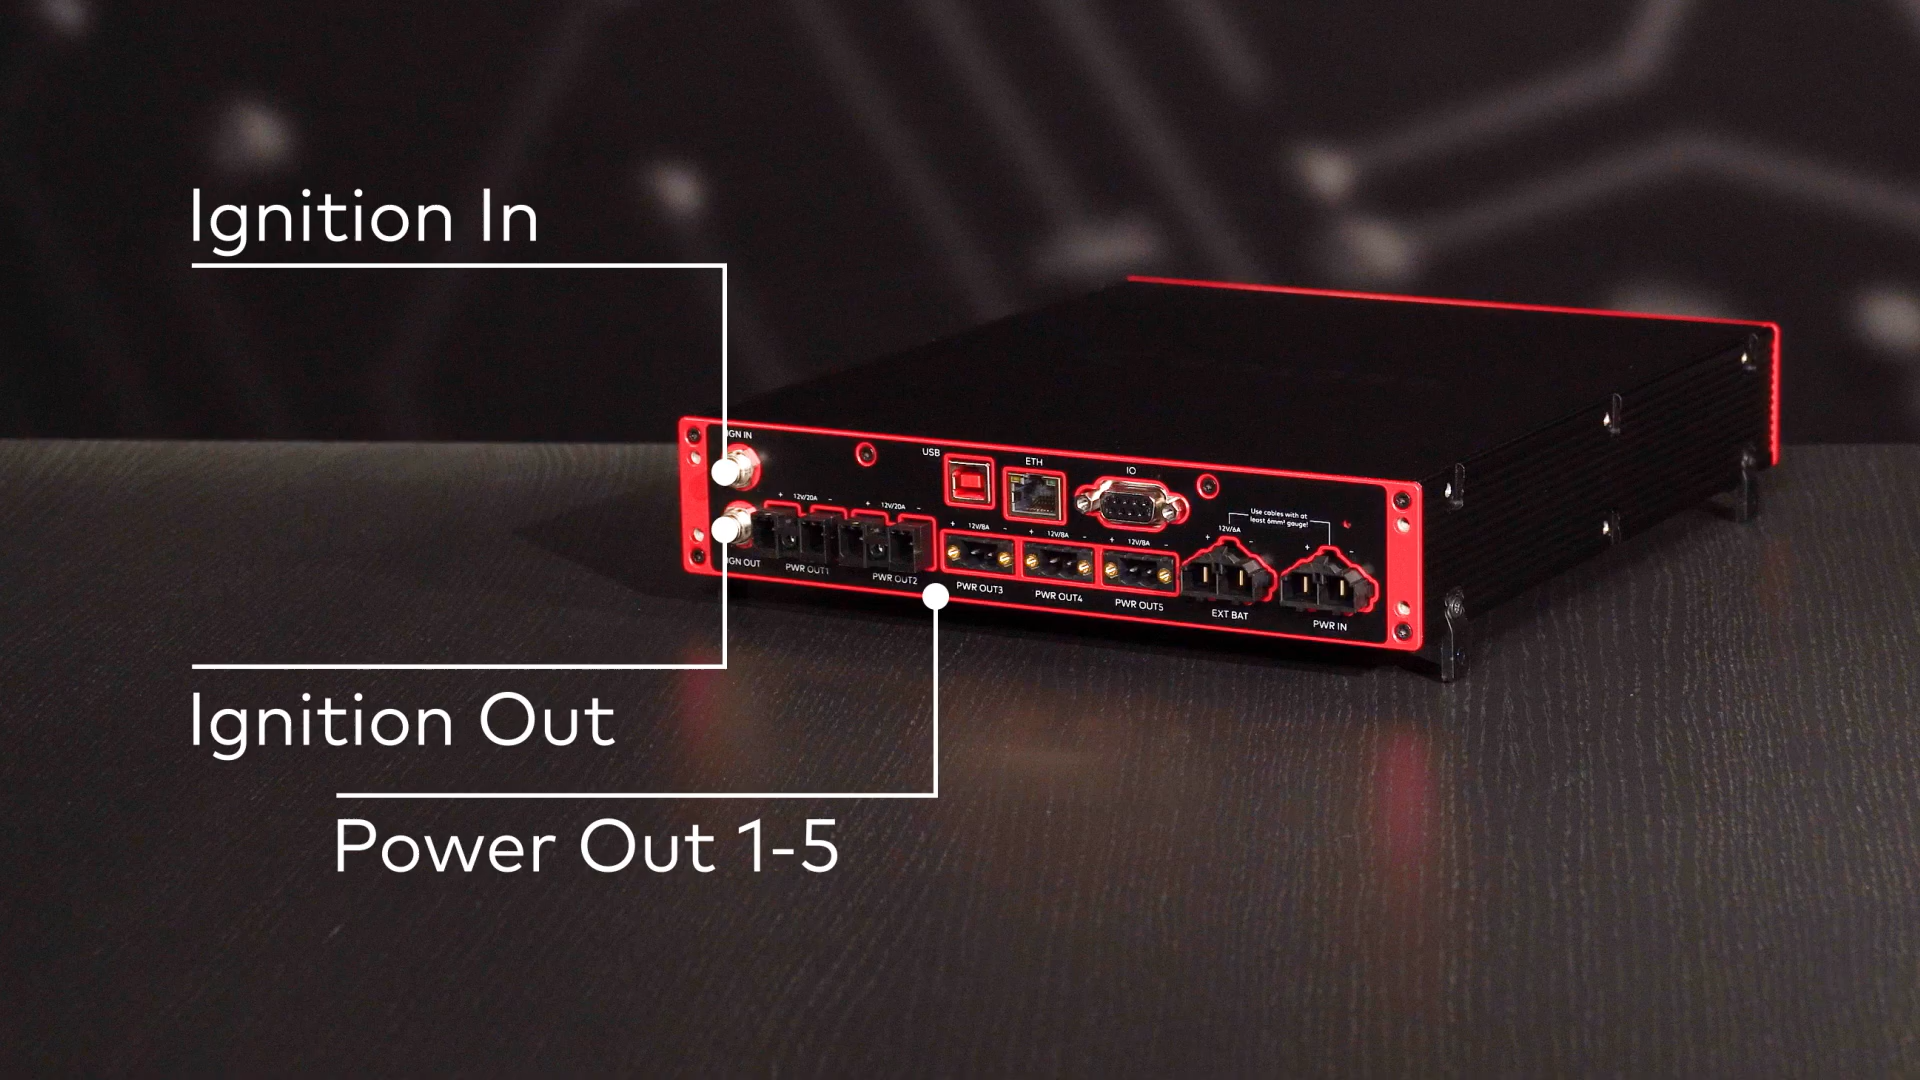 Ignition In
IGN IN
USB
ETH
IO
+ 12V/20A -
+ 12V/20A -
Use cables with at
least 6mm² gauge!
+ 12V/8A -
+ 12V/8A -
+ 12V/8A -
12V/6A
+ -
+ -
IGN OUT
PWR OUT1
PWR OUT2
PWR OUT3
PWR OUT4
PWR OUT5
EXT BAT
PWR IN
Ignition Out
Power Out 1-5